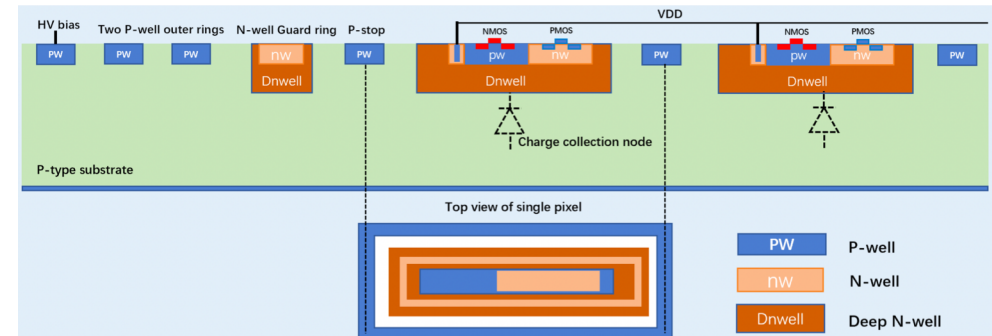 HV bias
Two P-well outer rings
N-well Guard ring
P-stop
VDD
NMOS
PMOS
NMOS
PMOS
PW
PW
PW
nw
PW
pw
nw
PW
pw
nw
PW
Dnwell
Dnwell
Dnwell
Charge collection node
P-type substrate
Top view of single pixel
PW
P-well
nw
N-well
Dnwell
Deep N-well